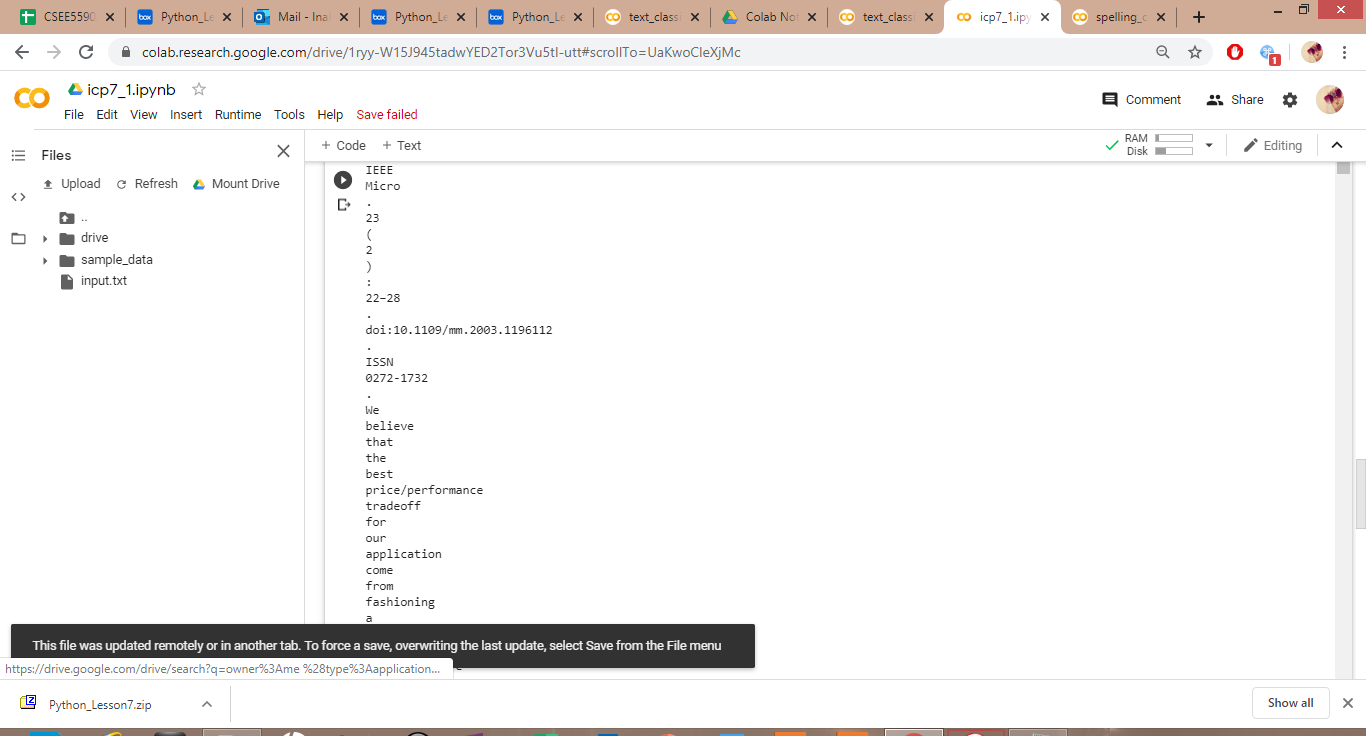 CSEE5590
Python_Le
Mail - Ina
Python_Le
Python_Le
text_classi
Colab Not
text_classi
icp7_1.ipy
spelling_c
colab.research.google.com/drive/1ryy-W15J945tadwYED2Tor3Vu5tI-utt#scrollTo=UaKwoCIeXjMc
1
icp7_1.ipynb
File Edit View Insert Runtime Tools Help Save failed
Comment Share
Files
+ Code + Text
RAM
Disk
Editing
Upload Refresh Mount Drive
..
drive
sample_data
input.txt
IEEE
Micro
.
23
(
2
)
:
22–28
.
doi:10.1109/mm.2003.1196112
.
ISSN
0272-1732
.
We
believe
that
the
best
price/performance
tradeoff
for
our
application
come
from
fashioning
a
This file was updated remotely or in another tab. To force a save, overwriting the last update, select Save from the File menu
https://drive.google.com/drive/search?q=owner%3Ame %28type%3Aapplication...
Python_Lesson7.zip
Show all